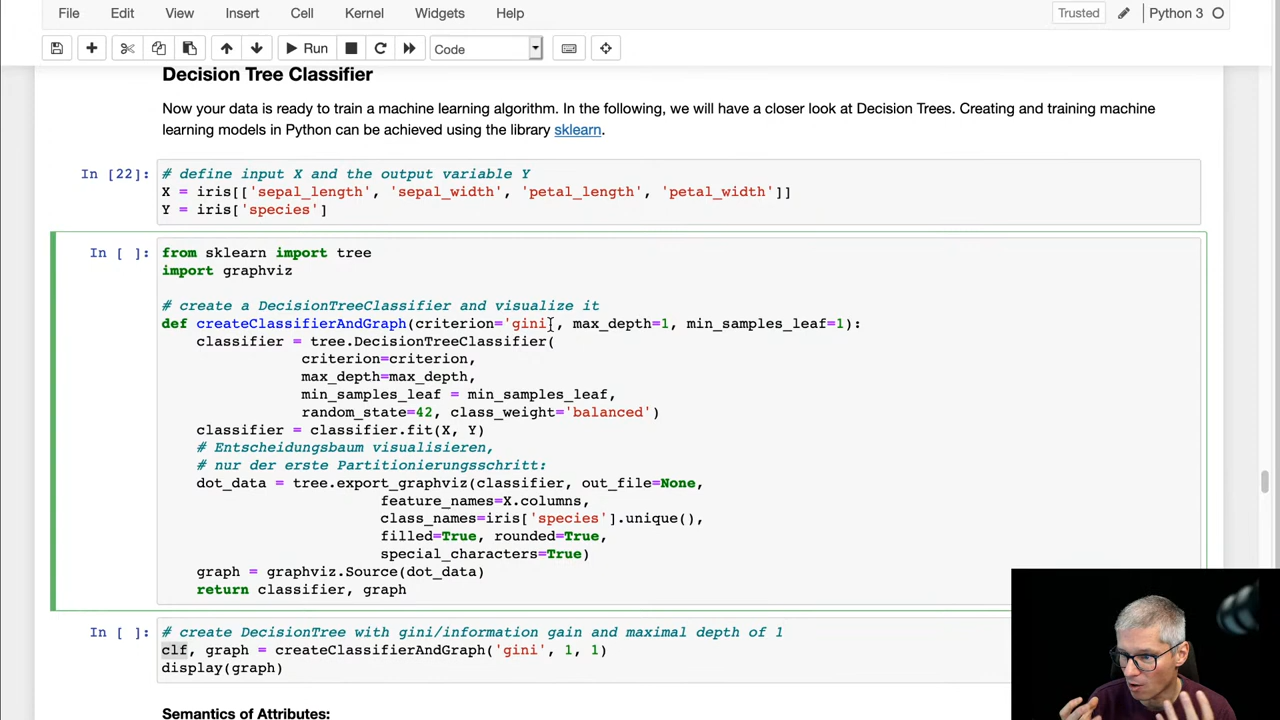 File Edit View Insert Cell Kernel Widgets Help Trusted Python 3
Run Code
Decision Tree Classifier
Now your data is ready to train a machine learning algorithm. In the following, we will have a closer look at Decision Trees. Creating and training machine
learning models in Python can be achieved using the library sklearn.
In [22]: # define input X and the output variable Y
X = iris[['sepal_length', 'sepal_width', 'petal_length', 'petal_width']]
Y = iris['species']
In [ ]: from sklearn import tree
import graphviz
# create a DecisionTreeClassifier and visualize it
def createClassifierAndGraph(criterion='gini', max_depth=1, min_samples_leaf=1):
classifier = tree.DecisionTreeClassifier(
criterion=criterion,
max_depth=max_depth,
min_samples_leaf = min_samples_leaf,
random_state=42, class_weight='balanced')
classifier = classifier.fit(X, Y)
# Entscheidungsbaum visualisieren,
# nur der erste Partitionierungsschritt:
dot_data = tree.export_graphviz(classifier, out_file=None,
feature_names=X.columns,
class_names=iris['species'].unique(),
filled=True, rounded=True,
special_characters=True)
graph = graphviz.Source(dot_data)
return classifier, graph
In [ ]: # create DecisionTree with gini/information gain and maximal depth of 1
clf, graph = createClassifierAndGraph('gini', 1, 1)
display(graph)
Semantics of Attributes: